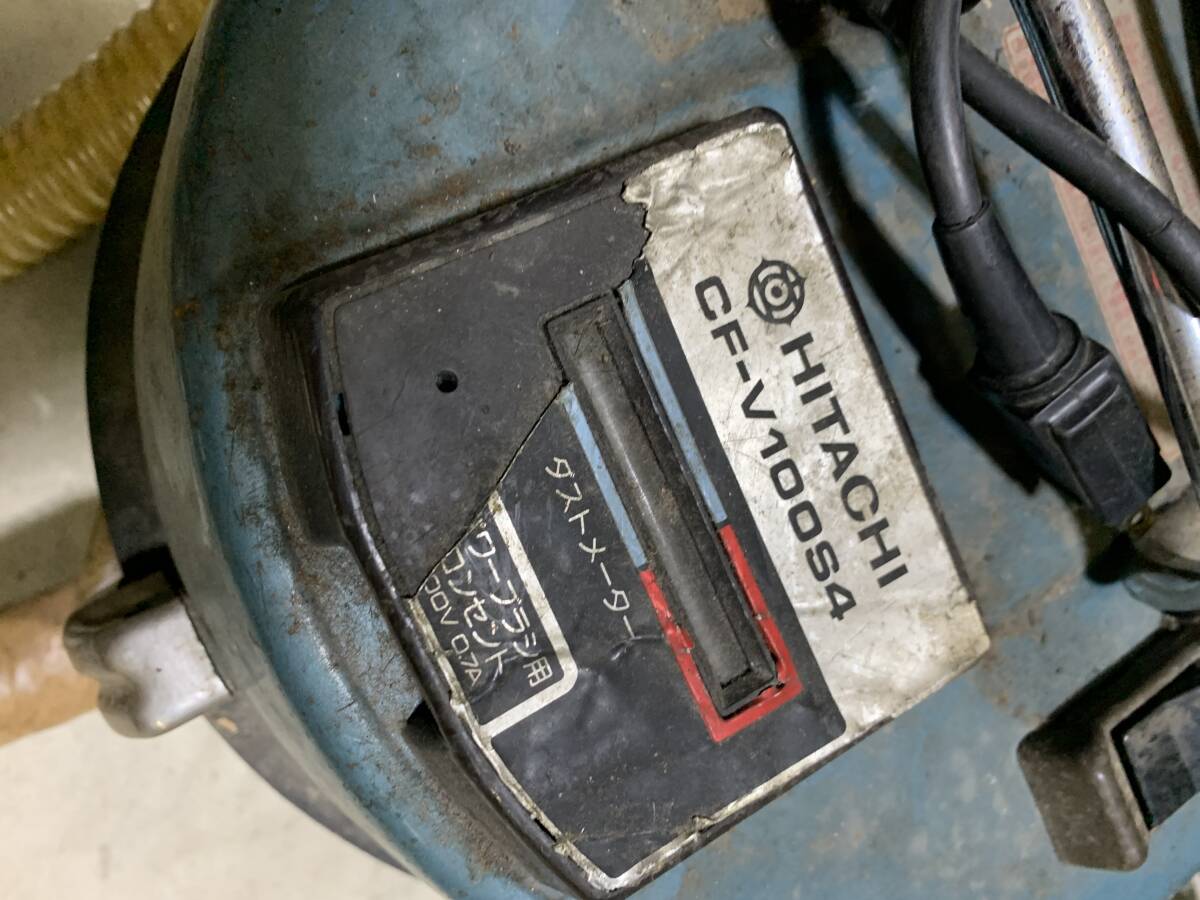 HITACHI
CF-V100S4
ダストメーター
パワーブラシ用
コンセント
100V 0.7A